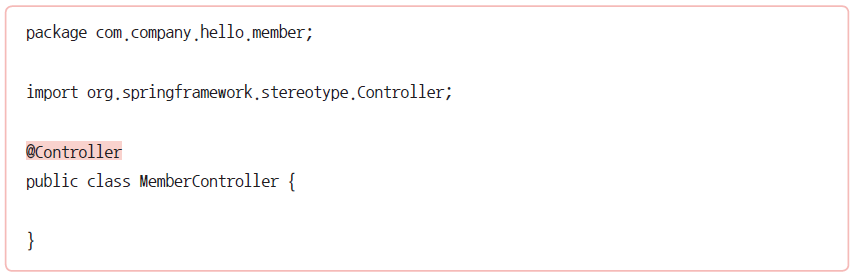 package com.company.hello.member;
import org.springframework.stereotype.Controller;
@Controller
public class MemberController {
}